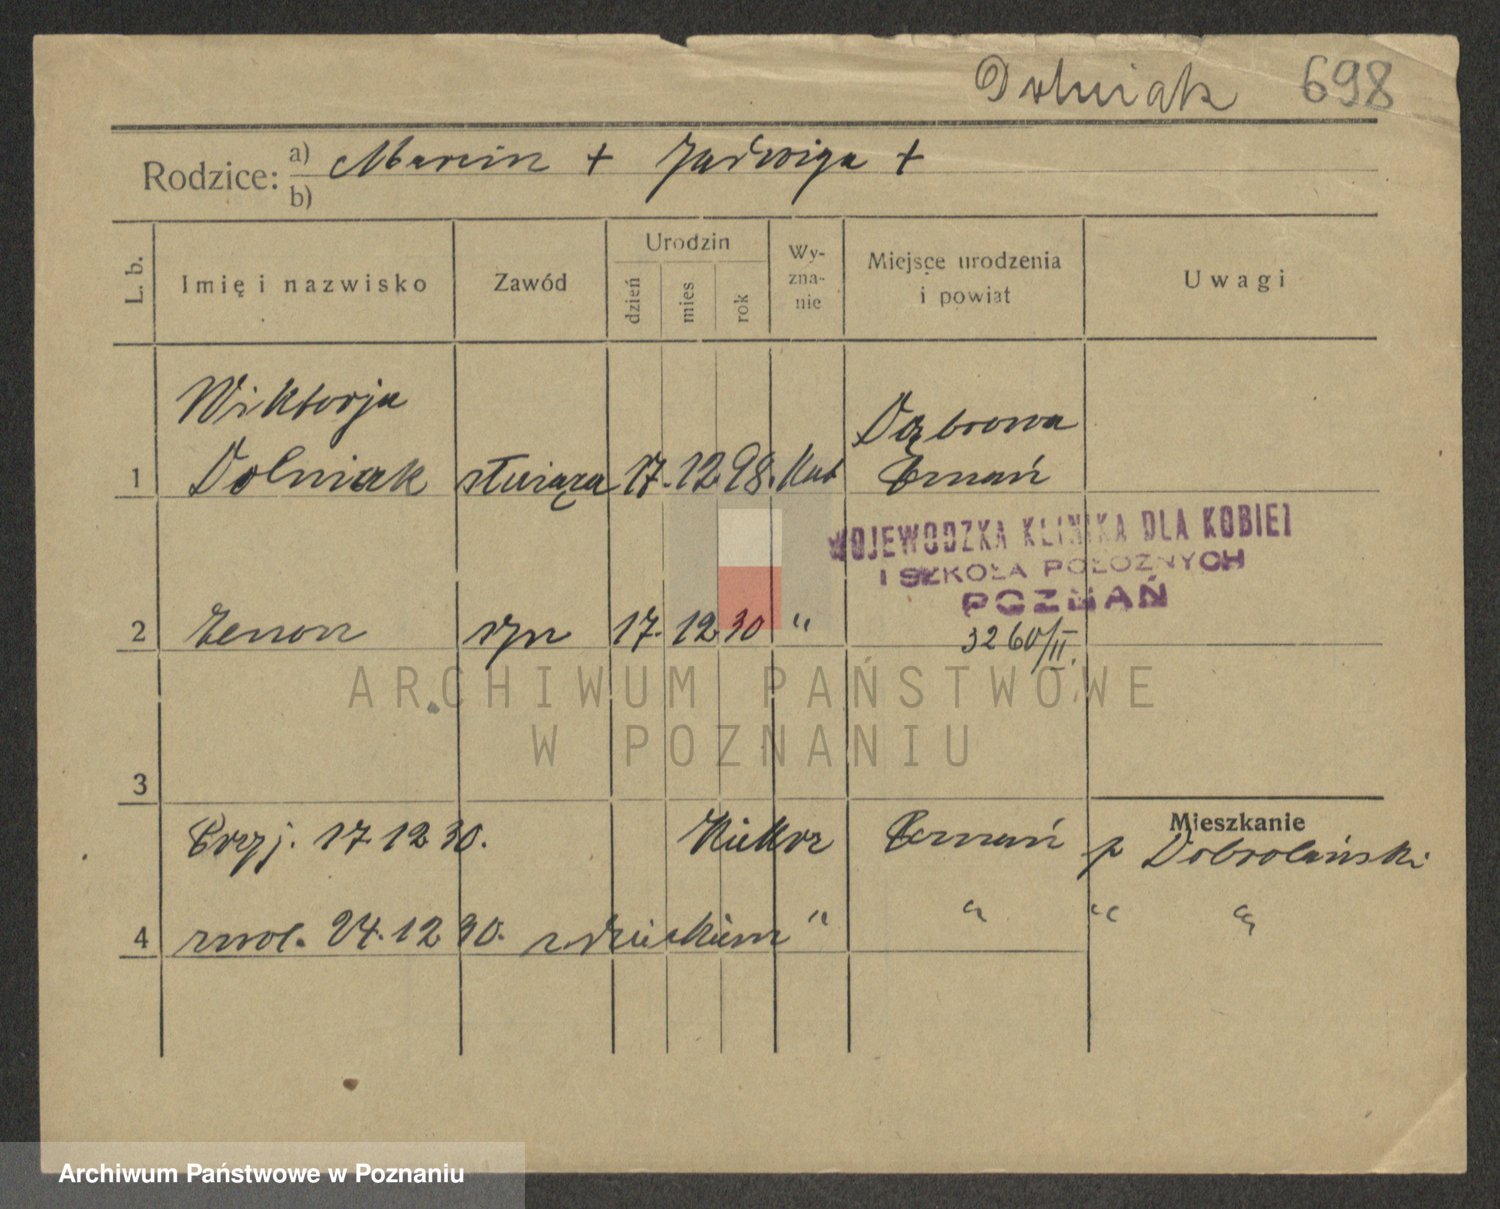 Dolniak 698
Rodzice: a) Marcin + Jadwiga +
b)
L. b. Imię i nazwisko Zawód Urodzin dzień mies rok Wy-zna-nie Miejsce urodzenia i powiat Uwagi
Wiktorja Dąbrowa
1 Dolniak służąca 17. 12 98. Kat Poznań
WOJEWÓDZKA KLINIKA DLA KOBIET
I SZKOŁA POŁOŻNYCH
POZNAŃ
2 Zenon syn 17. 12 30 "
3260/II.
ARCHIWUM PAŃSTWOWE
W POZNANIU
3
Mieszkanie
Przyj. 17 12 30. Kiekrz Poznań p Dobrolański
4 zwol. 24. 12 30. z dzieckiem " " " "
Archiwum Państwowe w Poznaniu